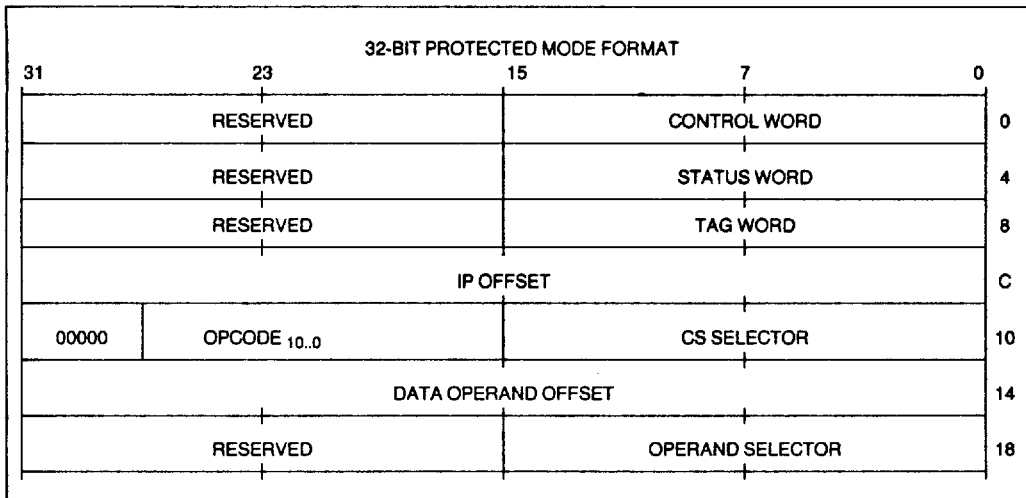 32-BIT PROTECTED MODE FORMAT
31 23 15 7 0
RESERVED CONTROL WORD 0
RESERVED STATUS WORD 4
RESERVED TAG WORD 8
IP OFFSET C
00000 OPCODE 10..0 CS SELECTOR 10
DATA OPERAND OFFSET 14
RESERVED OPERAND SELECTOR 18